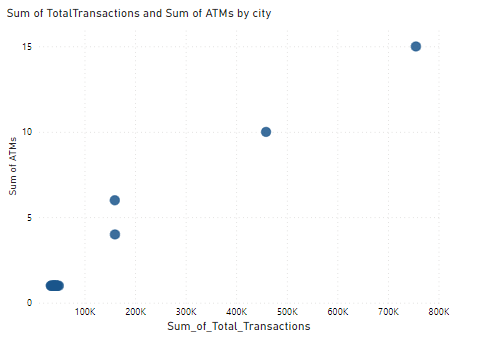 Sum of TotalTransactions and Sum of ATMs by city
15
10
5
0
Sum of ATMs
100K 200K 300K 400K 500K 600K 700K 800K
Sum_of_Total_Transactions